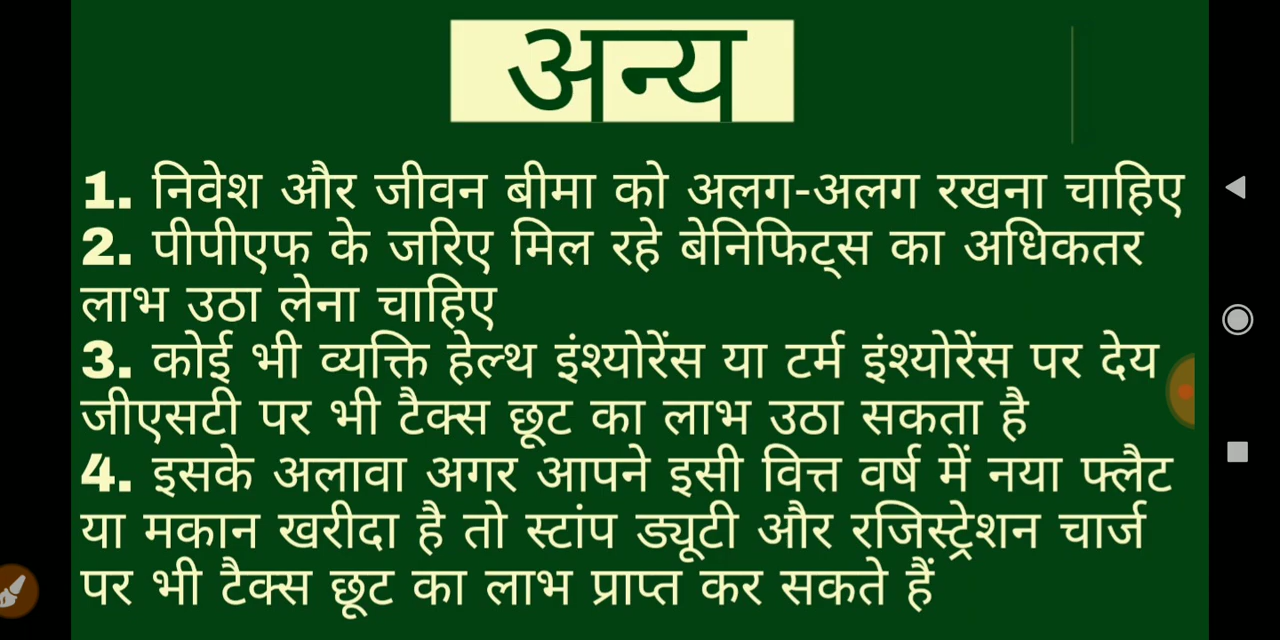 अन्य
1. निवेश और जीवन बीमा को अलग-अलग रखना चाहिए
2. पीपीएफ के जरिए मिल रहे बेनिफिट्स का अधिकतर
लाभ उठा लेना चाहिए
3. कोई भी व्यक्ति हेल्थ इंश्योरेंस या टर्म इंश्योरेंस पर देय
जीएसटी पर भी टैक्स छूट का लाभ उठा सकता है
4. इसके अलावा अगर आपने इसी वित्त वर्ष में नया फ्लैट
या मकान खरीदा है तो स्टांप ड्यूटी और रजिस्ट्रेशन चार्ज
पर भी टैक्स छूट का लाभ प्राप्त कर सकते हैं